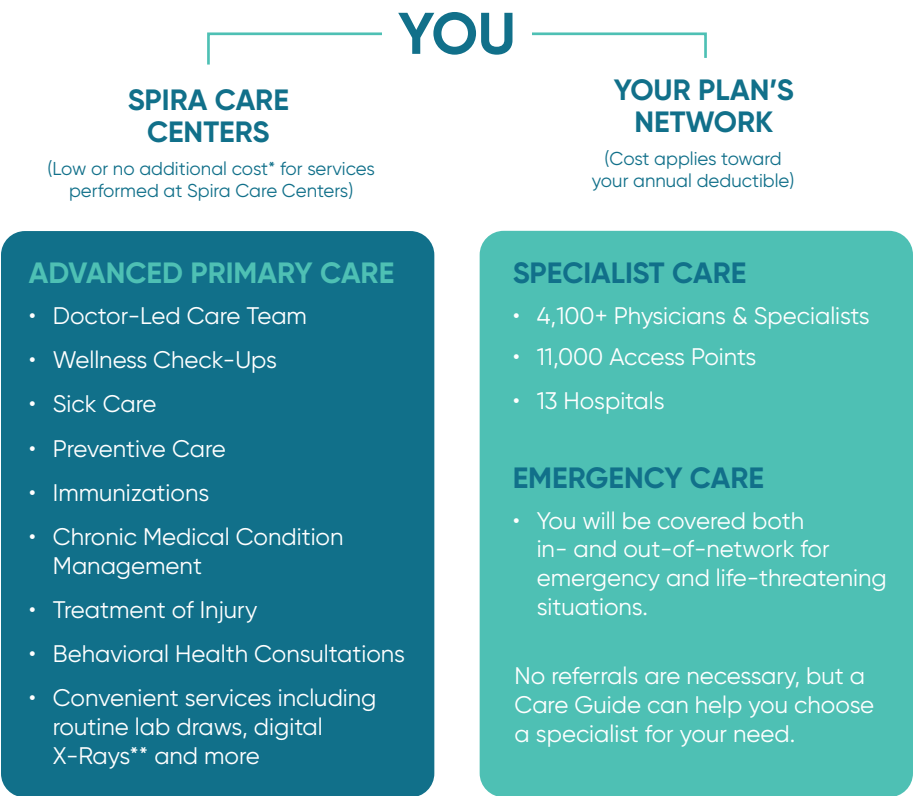 YOU
SPIRA CARE
CENTERS
(Low or no additional cost* for services
performed at Spira Care Centers)
YOUR PLAN'S
NETWORK
(Cost applies toward
your annual deductible)
ADVANCED PRIMARY CARE
• Doctor-Led Care Team
• Wellness Check-Ups
• Sick Care
• Preventive Care
• Immunizations
• Chronic Medical Condition
Management
• Treatment of Injury
• Behavioral Health Consultations
• Convenient services including
routine lab draws, digital
X-Rays** and more
SPECIALIST CARE
• 4,100+ Physicians & Specialists
• 11,000 Access Points
• 13 Hospitals
EMERGENCY CARE
• You will be covered both
in- and out-of-network for
emergency and life-threatening
situations.
No referrals are necessary, but a
Care Guide can help you choose
a specialist for your need.